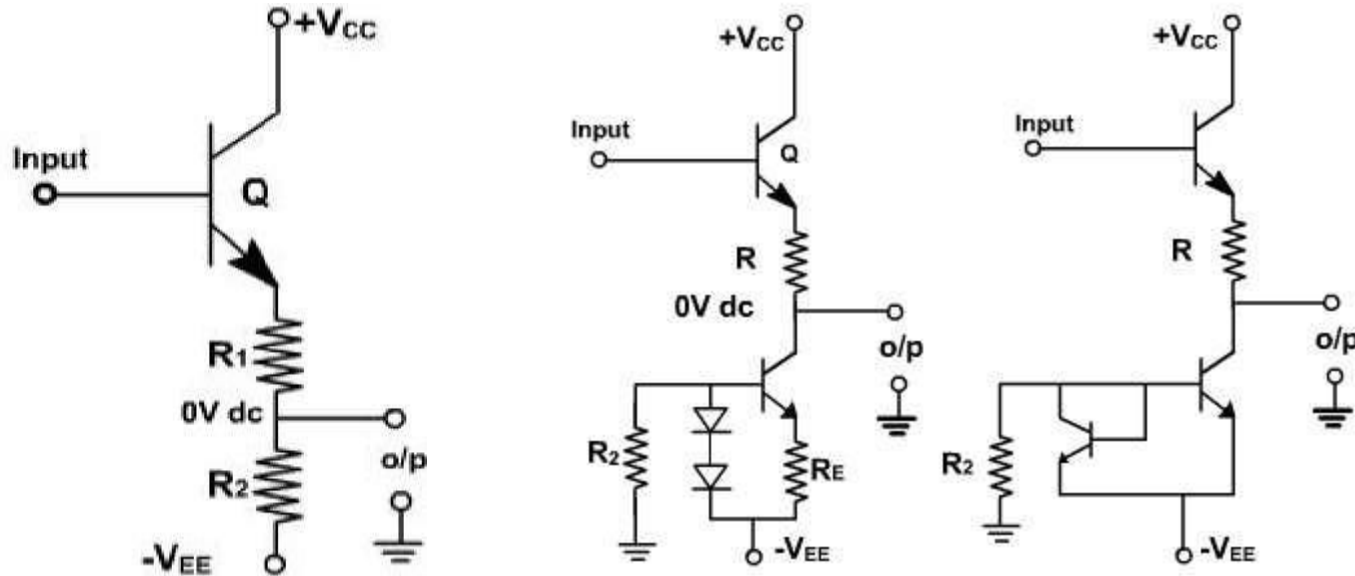 +VCC
Input
Q
R1
0V dc
o/p
R2
-VEE
+VCC
Input
Q
R
0V dc
o/p
R2
RE
-VEE
+VCC
Input
R
o/p
R2
-VEE